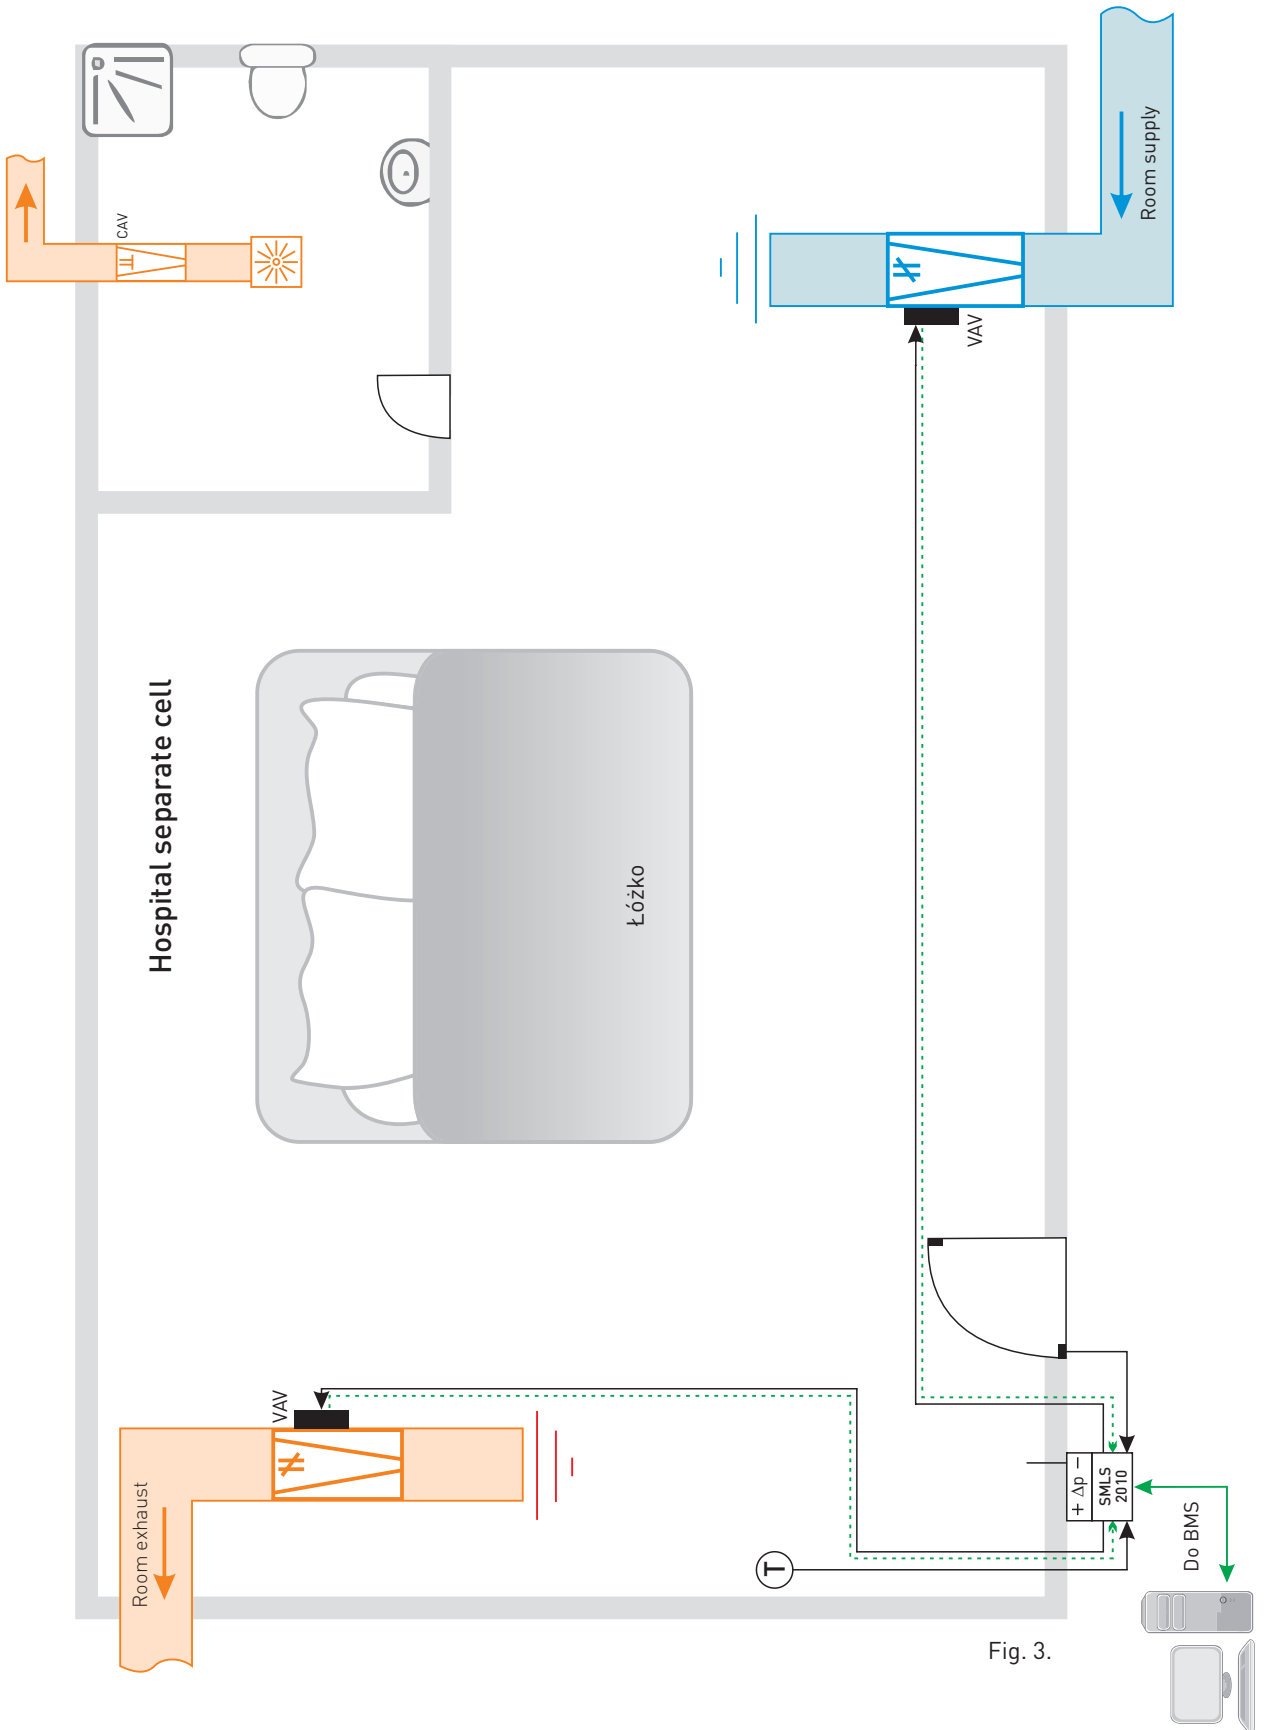 CAV
Room supply
VAV
Hospital separate cell
Łóżko
VAV
Room exhaust
+ Δp −
SMLS
2010
T
Do BMS
Fig. 3.